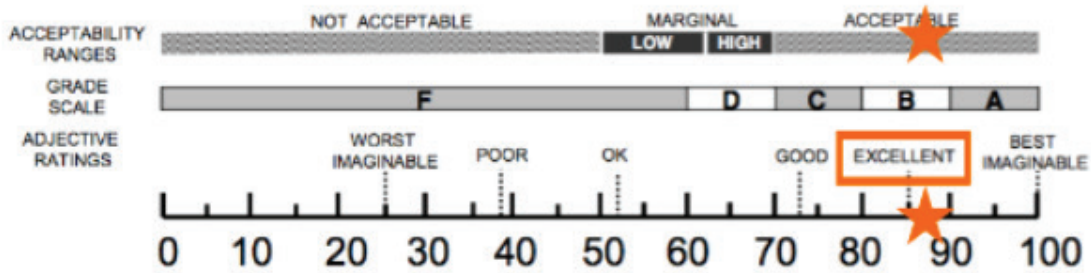 NOT ACCEPTABLE MARGINAL ACCEPTABLE
ACCEPTABILITY RANGES
LOW HIGH
GRADE SCALE
F D C B A
ADJECTIVE RATINGS
WORST IMAGINABLE
POOR
OK
GOOD
EXCELLENT
BEST IMAGINABLE
0 10 20 30 40 50 60 70 80 90 100